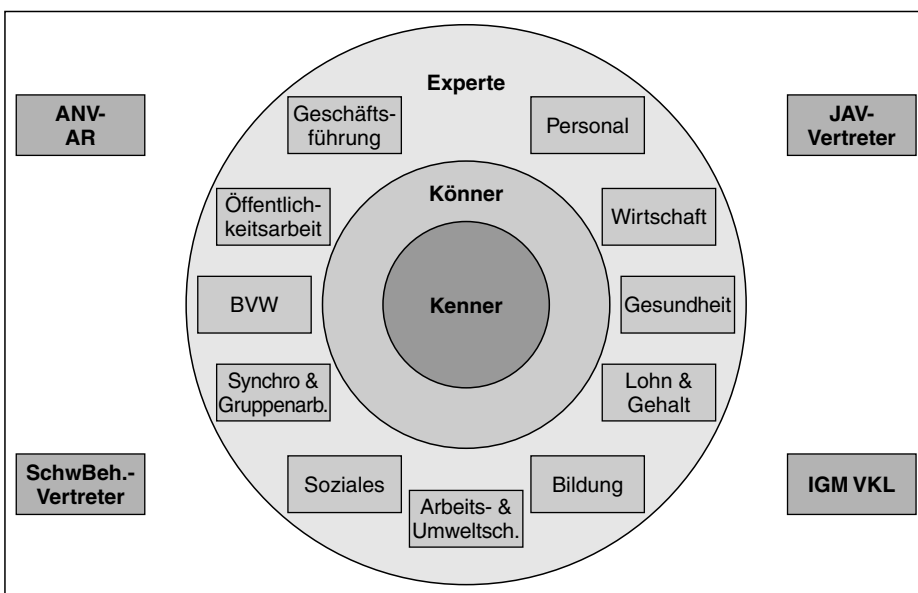 Experte
ANV-
AR
Geschäfts-
führung
Personal
JAV-
Vertreter
Könner
Öffentlich-
keitsarbeit
Wirtschaft
BVW
Kenner
Gesundheit
Synchro &
Gruppenarb.
Lohn &
Gehalt
SchwBeh.-
Vertreter
Soziales
Arbeits- &
Umweltsch.
Bildung
IGM VKL